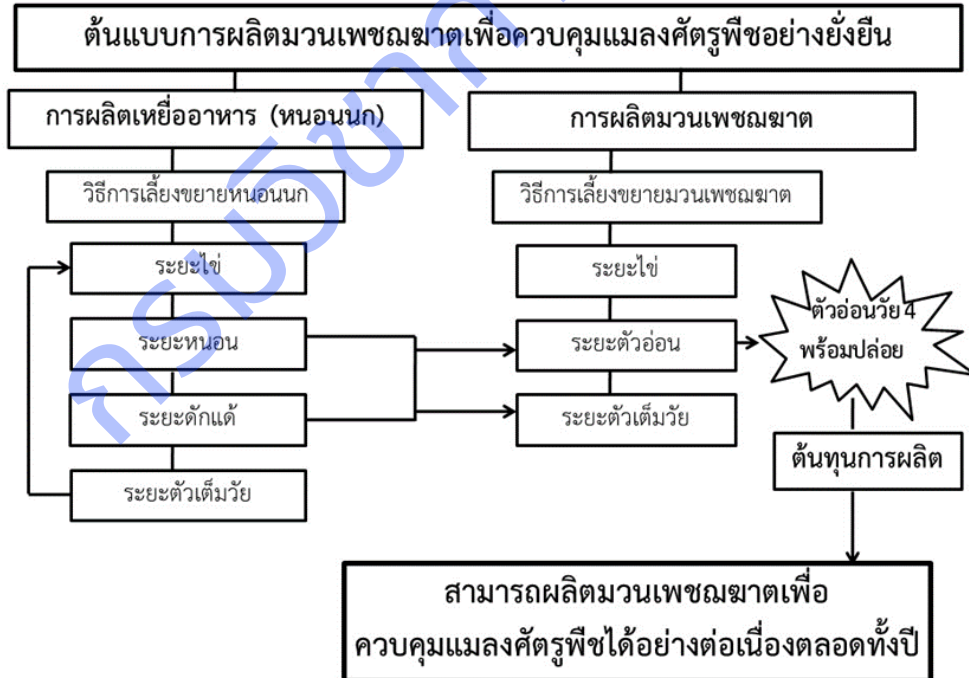 ต้นแบบการผลิตมวนเพชฌฆาตเพื่อควบคุมแมลงศัตรูพืชอย่างยั่งยืน
การผลิตเหยื่ออาหาร (หนอนนก)
การผลิตมวนเพชฌฆาต
วิธีการเลี้ยงขยายหนอนนก
วิธีการเลี้ยงขยายมวนเพชฌฆาต
ระยะไข่
ระยะไข่
ระยะหนอน
ระยะตัวอ่อน
ตัวอ่อนวัย 4
พร้อมปล่อย
ระยะดักแด้
ระยะตัวเต็มวัย
ระยะตัวเต็มวัย
ต้นทุนการผลิต
สามารถผลิตมวนเพชฌฆาตเพื่อ
ควบคุมแมลงศัตรูพืชได้อย่างต่อเนื่องตลอดทั้งปี
กรมวิชาก